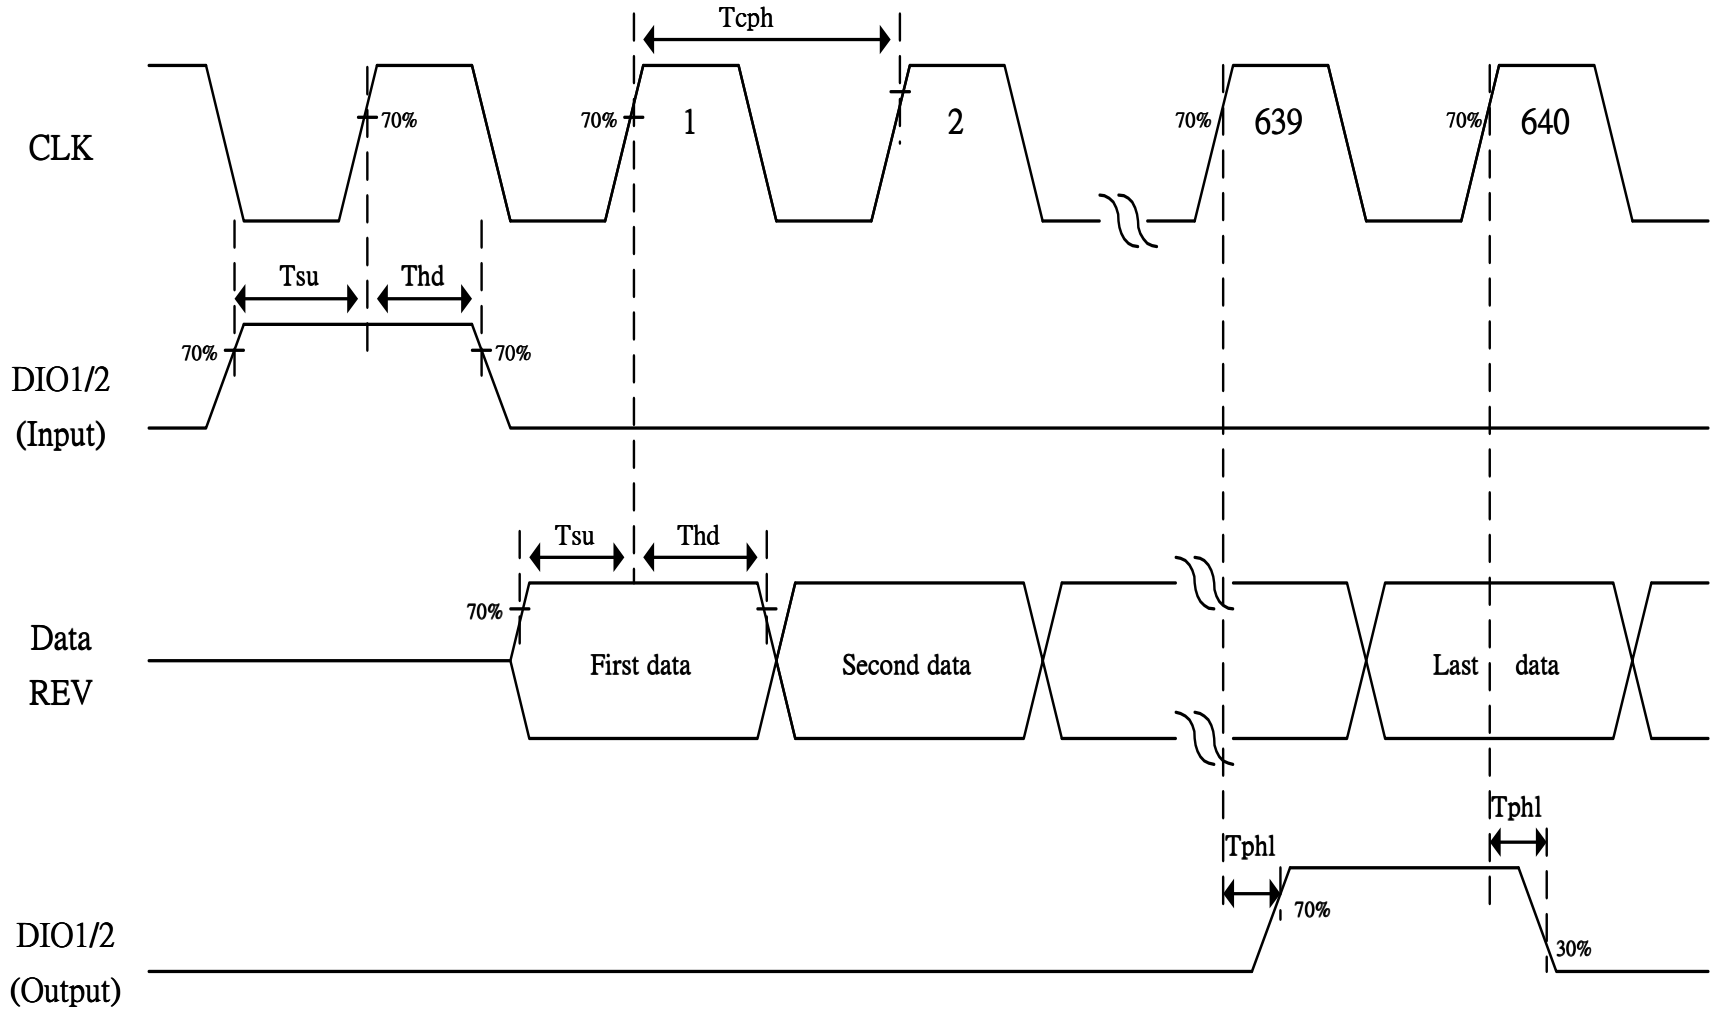 Tcph
70%
70%
1
2
70%
639
70%
640
CLK
Tsu
Thd
70%
70%
DIO1/2
(Input)
Tsu
Thd
70%
Data
REV
First data
Second data
Last data
Tphl
Tphl
70%
DIO1/2
(Output)
30%